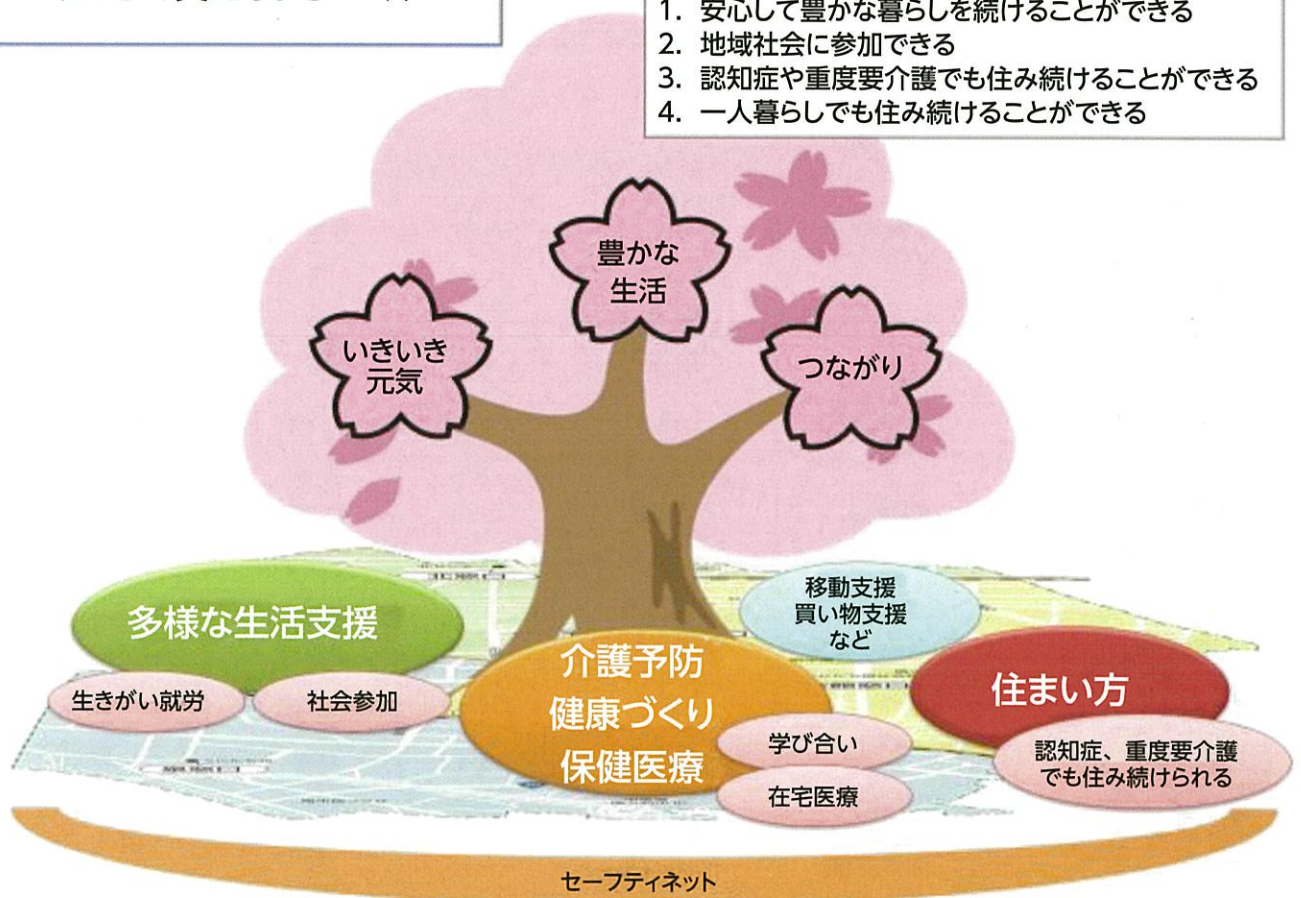 1. 安心して豊かな暮らしを続けることができる
2. 地域社会に参加できる
3. 認知症や重度要介護でも住み続けることができる
4. 一人暮らしでも住み続けることができる
豊かな
生活
いきいき
元気
つながり
多様な生活支援
生きがい就労
社会参加
介護予防
健康づくり
保健医療
学び合い
在宅医療
移動支援
買い物支援
など
住まい方
認知症、重度要介護
でも住み続けられる
セーフティネット